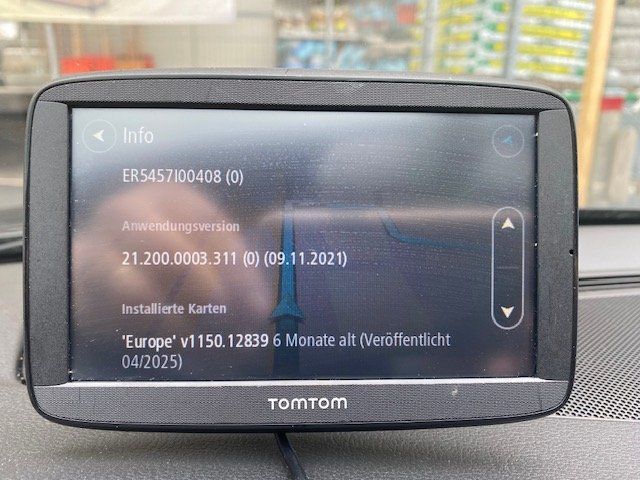 Info
ER5457I00408 (0)
Anwendungsversion
21.200.0003.311 (0) (09.11.2021)
Installierte Karten
'Europe' v1150.12839 6 Monate alt (Veröffentlicht
04/2025)
TOMTOM